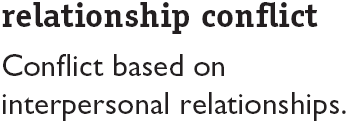 relationship conflict
Conflict based on
interpersonal relationships.